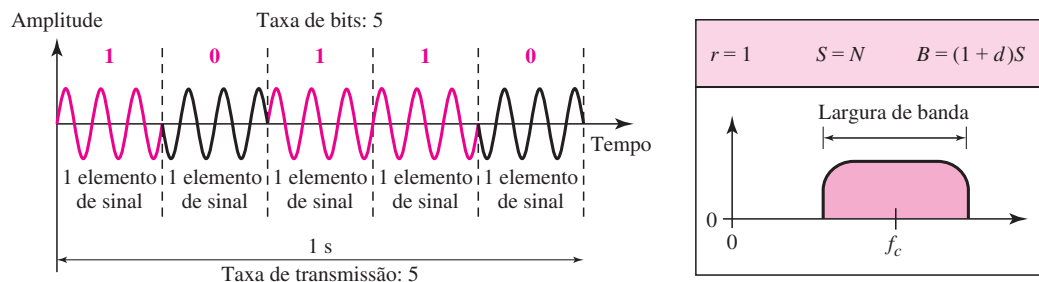 Amplitude
Taxa de bits: 5
1 0 1 1 0
Tempo
1 elemento de sinal
1 elemento de sinal
1 elemento de sinal
1 elemento de sinal
1 elemento de sinal
1 s
Taxa de transmissão: 5
r = 1 S = N B = (1 + d)S
Largura de banda
0
0
f_c